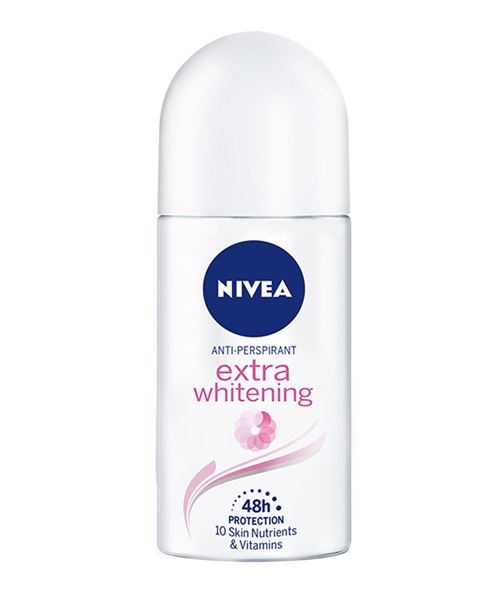 NIVEA
ANTI-PERSPIRANT
extra
whitening
48h
PROTECTION
10 Skin Nutrients
& Vitamins